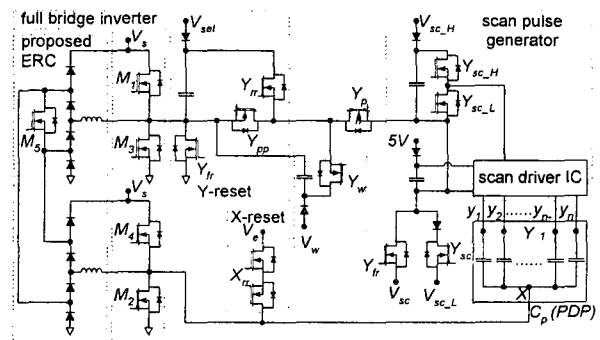 full bridge inverter
proposed
ERC
V_s
V_set
V_sc_H
scan pulse
generator
M_1
Y_rr
Y_sc_H
Y_sc_L
Y_p
M_5
M_3
Y_fr
Y_pp
Y_w
5V
Y-reset
V_w
scan driver IC
V_s
X-reset
V_e
y_1 y_2 ........ y_n- y_n
M_4
X_rr
Y_fr
Y_sc
Y_1
M_2
V_sc
V_sc_L
X
C_p (PDP)